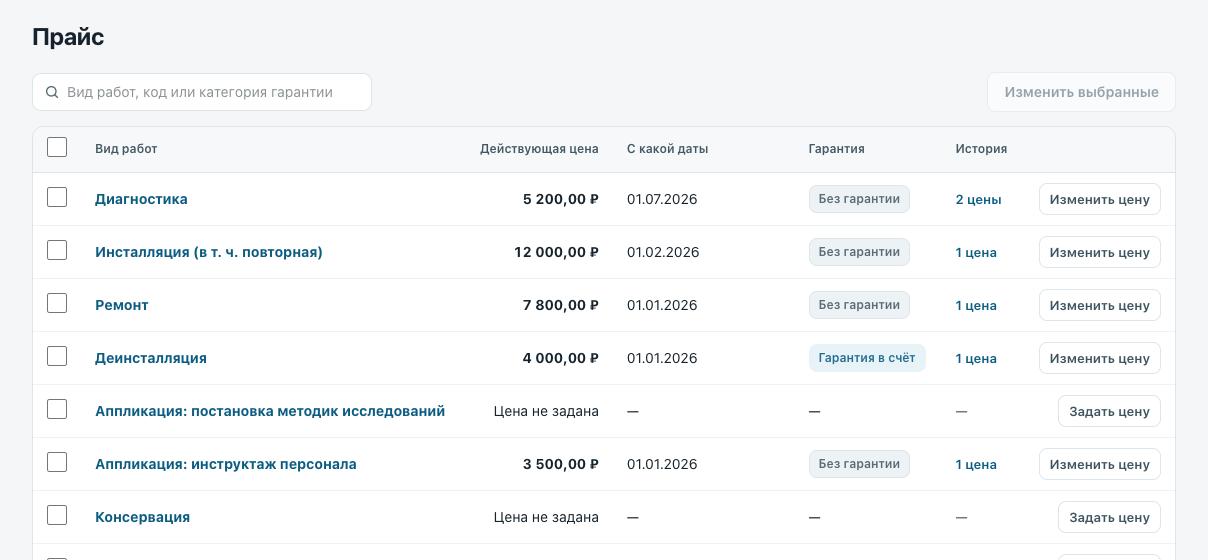 Прайс
Вид работ, код или категория гарантии
Изменить выбранные
Вид работ Действующая цена С какой даты Гарантия История
Диагностика 5 200,00 ₽ 01.07.2026 Без гарантии 2 цены Изменить цену
Инсталляция (в т. ч. повторная) 12 000,00 ₽ 01.02.2026 Без гарантии 1 цена Изменить цену
Ремонт 7 800,00 ₽ 01.01.2026 Без гарантии 1 цена Изменить цену
Деинсталляция 4 000,00 ₽ 01.01.2026 Гарантия в счёт 1 цена Изменить цену
Аппликация: постановка методик исследований Цена не задана — — — Задать цену
Аппликация: инструктаж персонала 3 500,00 ₽ 01.01.2026 Без гарантии 1 цена Изменить цену
Консервация Цена не задана — — — Задать цену